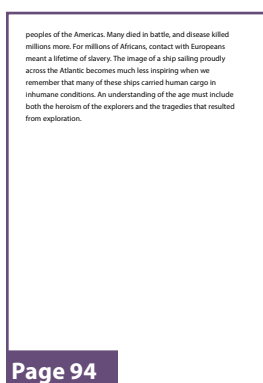 peoples of the Americas. Many died in battle, and disease killed
millions more. For millions of Africans, contact with Europeans
meant a lifetime of slavery. The image of a ship sailing proudly
across the Atlantic becomes much less inspiring when we
remember that many of these ships carried human cargo in
inhumane conditions. An understanding of the age must include
both the heroism of the explorers and the tragedies that resulted
from exploration.
Page 94